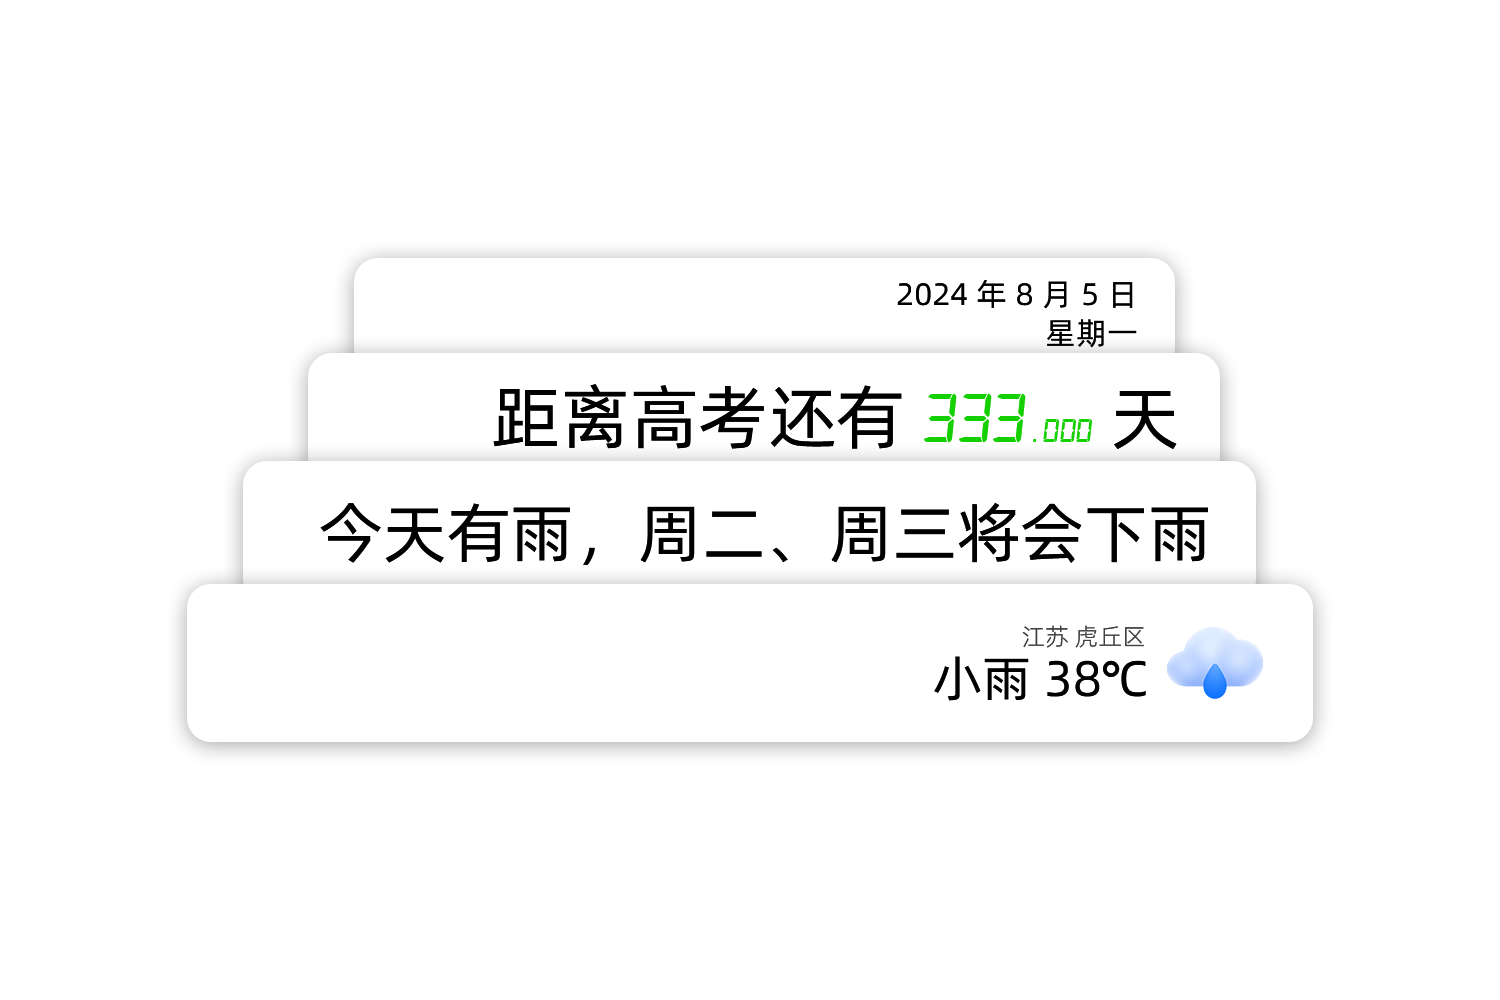 2024 年 8 月 5 日
星期一
距离高考还有 333.000 天
今天有雨，周二、周三将会下雨
江苏 虎丘区
小雨 38℃